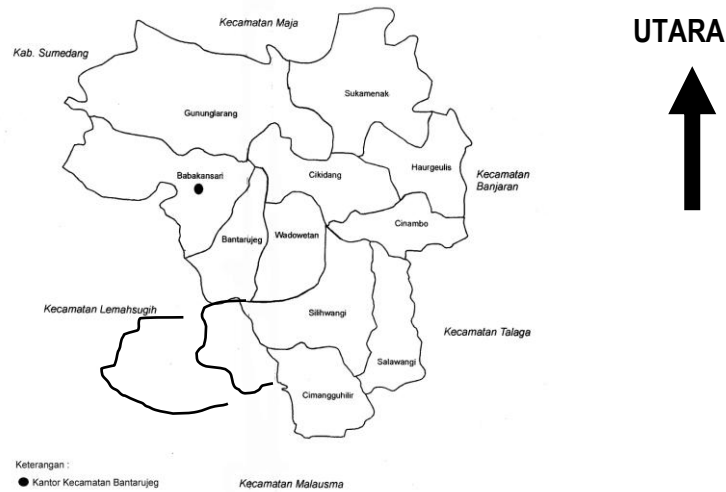 Kecamatan Maja
UTARA
Kab. Sumedang
Sukamenak
Gununglarang
Haurgeulis
Kecamatan
Banjaran
Babakansari
Cikidang
Cinambo
Bantarujeg
Wadowetan
Kecamatan Lemahsugih
Silihwangi
Kecamatan Talaga
Salawangi
Cimangguhilir
Keterangan :
Kantor Kecamatan Bantarujeg
Kecamatan Malausma